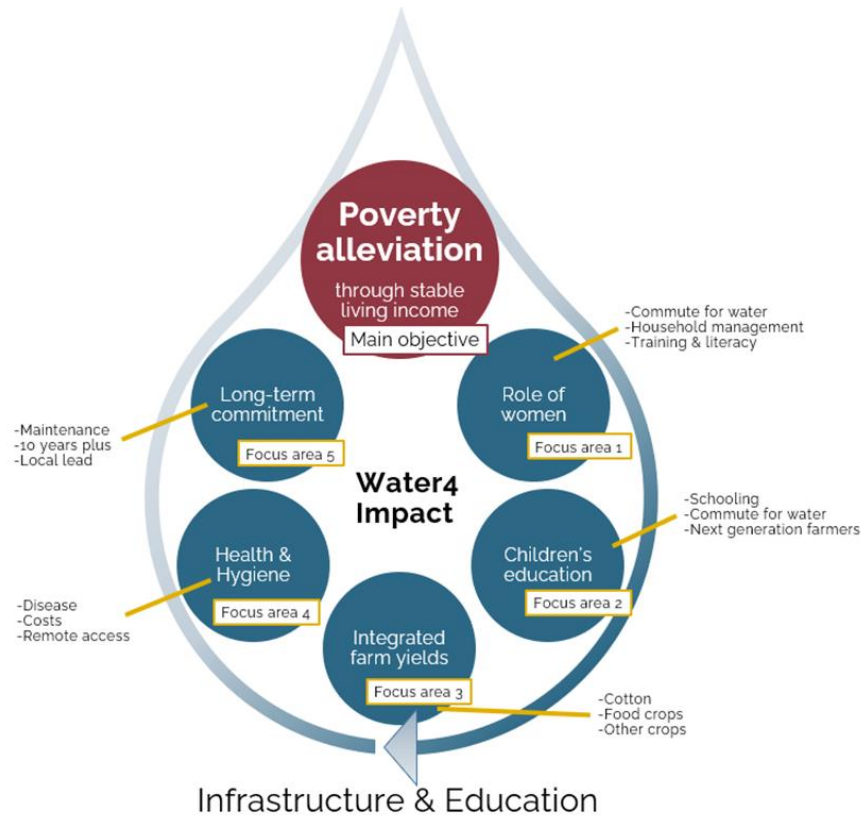 Poverty
alleviation
through stable
living income
Main objective
-Commute for water
-Household management
-Training & literacy
Role of
women
Focus area 1
Long-term
commitment
Focus area 5
-Maintenance
-10 years plus
-Local lead
Water4
Impact
-Schooling
-Commute for water
-Next generation farmers
Children's
education
Focus area 2
Health &
Hygiene
Focus area 4
-Disease
-Costs
-Remote access
Integrated
farm yields
Focus area 3
-Cotton
-Food crops
-Other crops
Infrastructure & Education